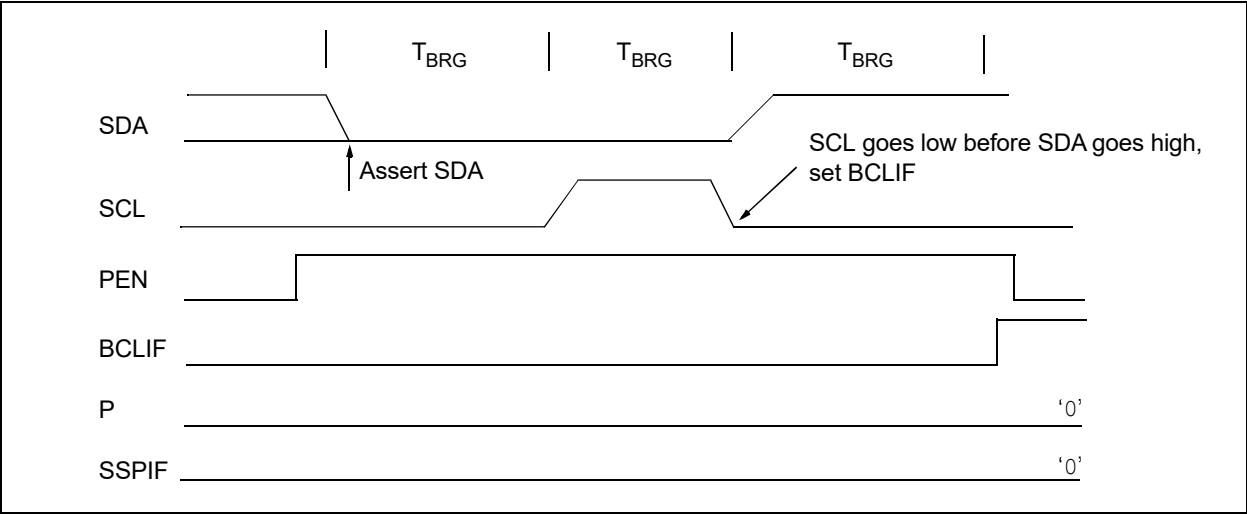 TBRG TBRG TBRG
SDA
SCL goes low before SDA goes high,
set BCLIF
Assert SDA
SCL
PEN
BCLIF
P
‘0’
SSPIF
‘0’